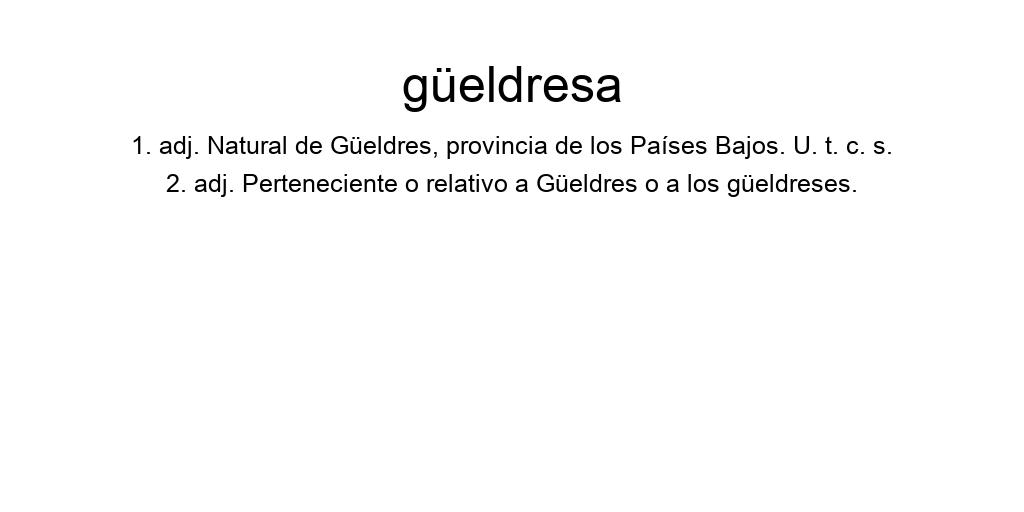 güeldresa
1. adj. Natural de Güeldres, provincia de los Países Bajos. U. t. c. s.
2. adj. Perteneciente o relativo a Güeldres o a los güeldreses.